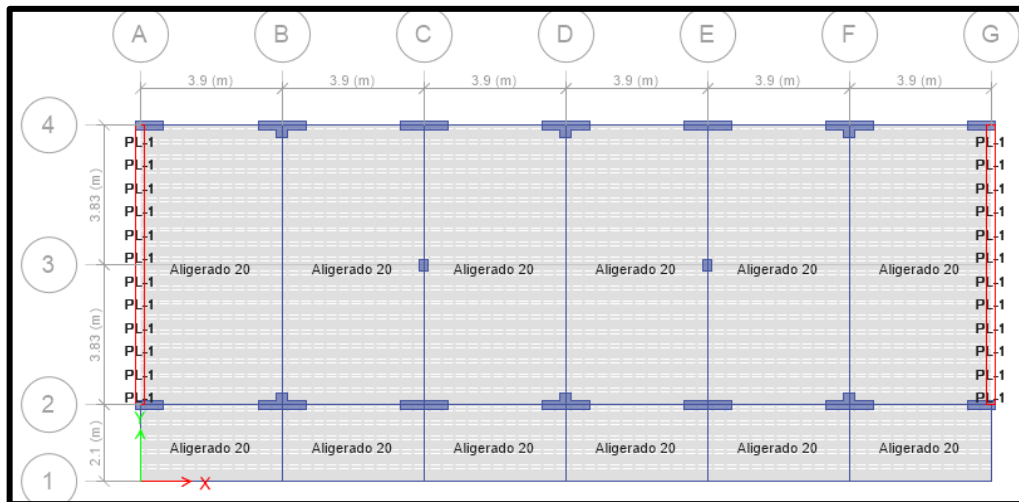 A B C D E F G
3.9 (m) 3.9 (m) 3.9 (m) 3.9 (m) 3.9 (m) 3.9 (m)
4
PL-1 PL-1
PL-1 PL-1
3.83 (m)
PL-1 PL-1
PL-1 PL-1
PL-1 PL-1
3
PL-1 PL-1
Aligerado 20 Aligerado 20 Aligerado 20 Aligerado 20 Aligerado 20 Aligerado 20
PL-1 PL-1
PL-1 PL-1
3.83 (m)
PL-1 PL-1
PL-1 PL-1
PL-1 PL-1
PL-1 PL-1
2
Y
2.1 (m)
Aligerado 20 Aligerado 20 Aligerado 20 Aligerado 20 Aligerado 20 Aligerado 20
1
X